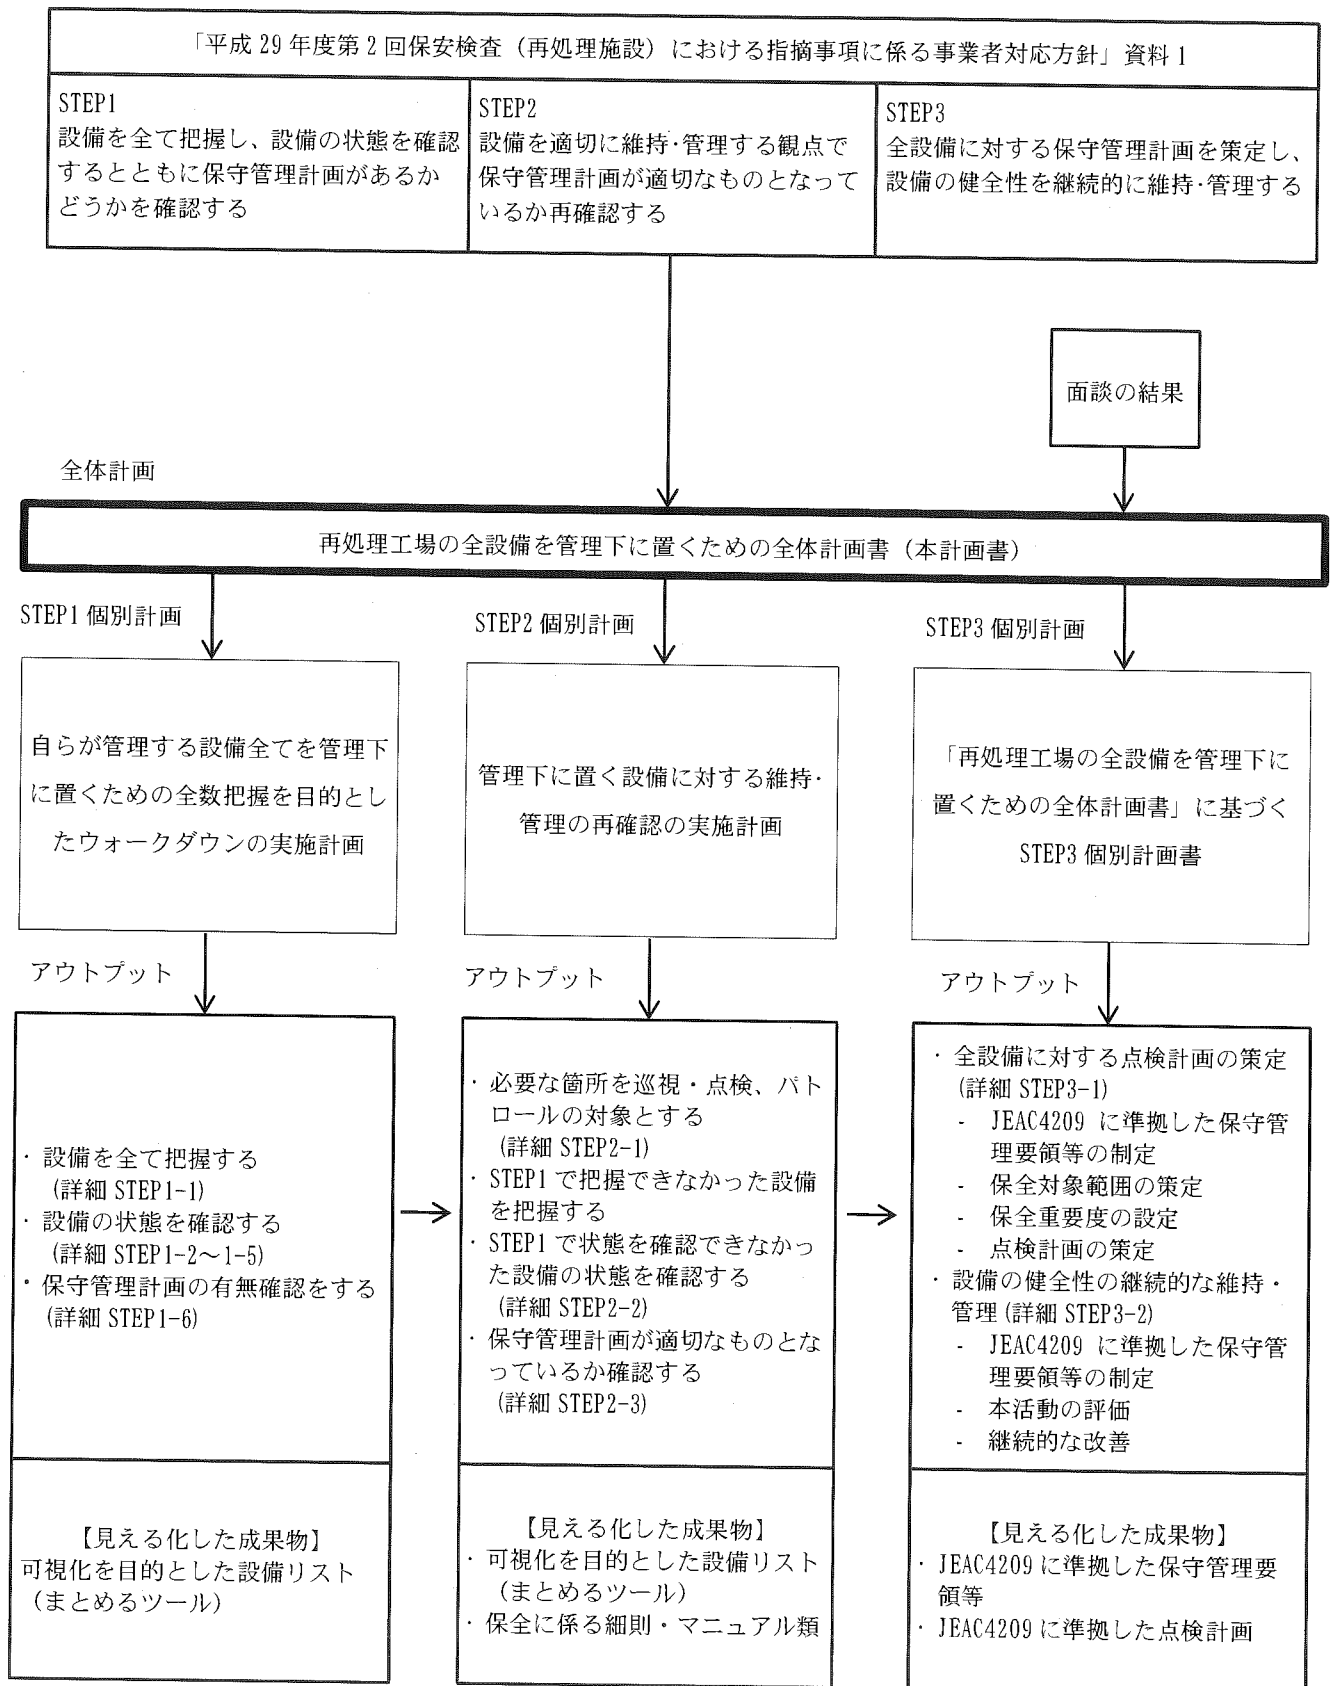 「平成 29 年度第 2 回保安検査（再処理施設）における指摘事項に係る事業者対応方針」資料 1
STEP1
設備を全て把握し、設備の状態を確認
するとともに保守管理計画があるか
どうかを確認する
STEP2
設備を適切に維持･管理する観点で
保守管理計画が適切なものとなって
いるか再確認する
STEP3
全設備に対する保守管理計画を策定し、
設備の健全性を継続的に維持･管理する
面談の結果
全体計画
再処理工場の全設備を管理下に置くための全体計画書（本計画書）
STEP1 個別計画
STEP2 個別計画
STEP3 個別計画
自らが管理する設備全てを管理下
に置くための全数把握を目的とし
たウォークダウンの実施計画
管理下に置く設備に対する維持･
管理の再確認の実施計画
「再処理工場の全設備を管理下に
置くための全体計画書」に基づく
STEP3 個別計画書
アウトプット
アウトプット
アウトプット
・設備を全て把握する
(詳細 STEP1-1)
・設備の状態を確認する
(詳細 STEP1-2～1-5)
・保守管理計画の有無確認をする
(詳細 STEP1-6)
・必要な箇所を巡視・点検、パト
ロールの対象とする
(詳細 STEP2-1)
・STEP1 で把握できなかった設備
を把握する
・STEP1 で状態を確認できなかっ
た設備の状態を確認する
(詳細 STEP2-2)
・保守管理計画が適切なものとな
っているか確認する
(詳細 STEP2-3)
・全設備に対する点検計画の策定
(詳細 STEP3-1)
- JEAC4209 に準拠した保守管
理要領等の制定
- 保全対象範囲の策定
- 保全重要度の設定
- 点検計画の策定
・設備の健全性の継続的な維持・
管理 (詳細 STEP3-2)
- JEAC4209 に準拠した保守管
理要領等の制定
- 本活動の評価
- 継続的な改善
【見える化した成果物】
可視化を目的とした設備リスト
（まとめるツール）
【見える化した成果物】
・可視化を目的とした設備リスト
（まとめるツール）
・保全に係る細則・マニュアル類
【見える化した成果物】
・JEAC4209 に準拠した保守管理要
領等
・JEAC4209 に準拠した点検計画